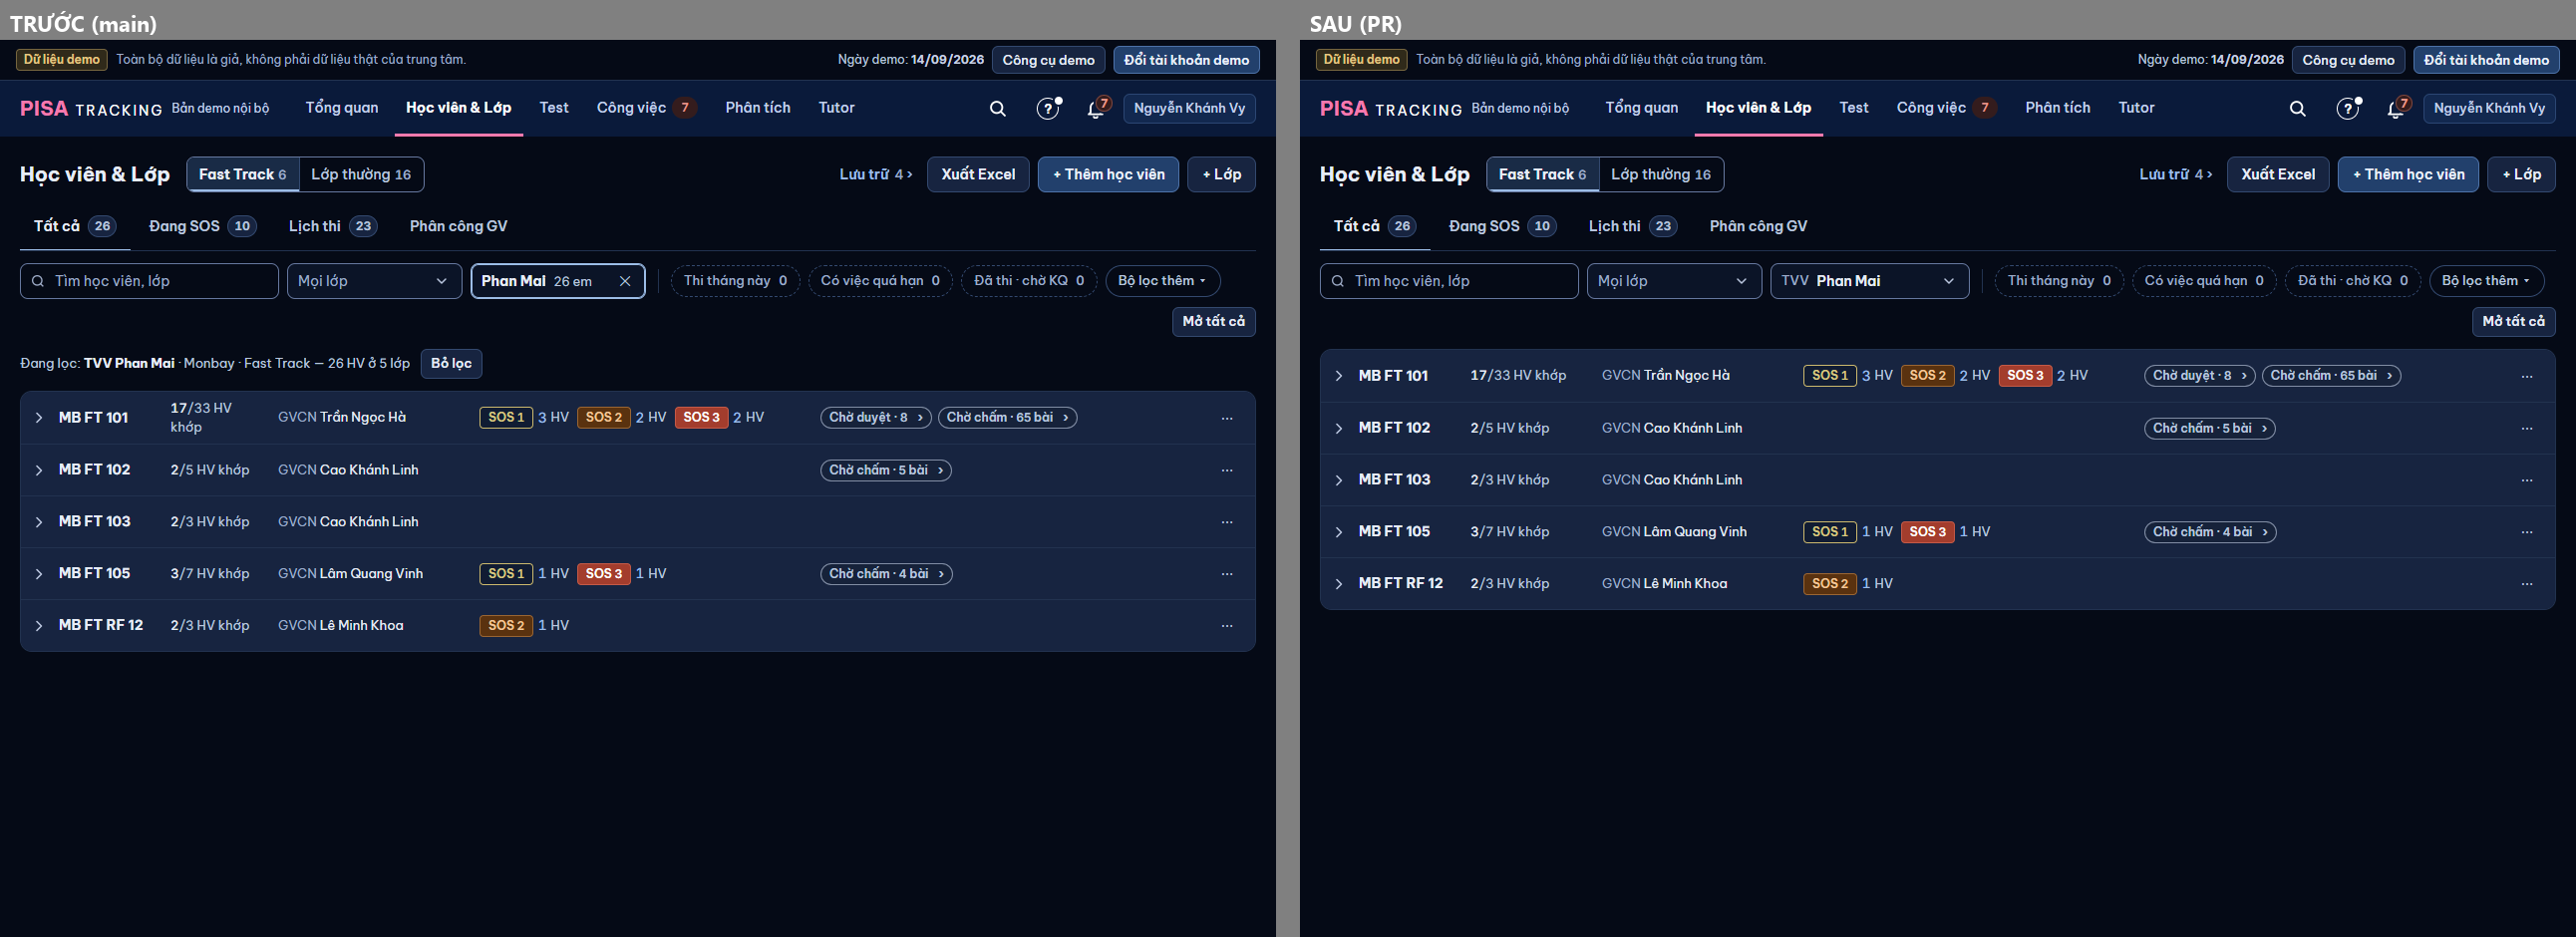 TRƯỚC (main)
Dữ liệu demo Toàn bộ dữ liệu là giả, không phải dữ liệu thật của trung tâm. Ngày demo: 14/09/2026 Công cụ demo Đổi tài khoản demo
PISA TRACKING Bản demo nội bộ Tổng quan Học viên & Lớp Test Công việc 7 Phân tích Tutor ? 7 Nguyễn Khánh Vy
Học viên & Lớp Fast Track 6 Lớp thường 16 Lưu trữ 4 › Xuất Excel + Thêm học viên + Lớp
Tất cả 26 Đang SOS 10 Lịch thi 23 Phân công GV
Tìm học viên, lớp Mọi lớp Phan Mai 26 em Thi tháng này 0 Có việc quá hạn 0 Đã thi · chờ KQ 0 Bộ lọc thêm
Mở tất cả
Đang lọc: TVV Phan Mai · Monbay · Fast Track — 26 HV ở 5 lớp Bỏ lọc
MB FT 101 17/33 HV khớp GVCN Trần Ngọc Hà SOS 1 3 HV SOS 2 2 HV SOS 3 2 HV Chờ duyệt · 8 › Chờ chấm · 65 bài › ...
MB FT 102 2/5 HV khớp GVCN Cao Khánh Linh Chờ chấm · 5 bài › ...
MB FT 103 2/3 HV khớp GVCN Cao Khánh Linh ...
MB FT 105 3/7 HV khớp GVCN Lâm Quang Vinh SOS 1 1 HV SOS 3 1 HV Chờ chấm · 4 bài › ...
MB FT RF 12 2/3 HV khớp GVCN Lê Minh Khoa SOS 2 1 HV ...
SAU (PR)
Dữ liệu demo Toàn bộ dữ liệu là giả, không phải dữ liệu thật của trung tâm. Ngày demo: 14/09/2026 Công cụ demo Đổi tài khoản demo
PISA TRACKING Bản demo nội bộ Tổng quan Học viên & Lớp Test Công việc 7 Phân tích Tutor ? 7 Nguyễn Khánh Vy
Học viên & Lớp Fast Track 6 Lớp thường 16 Lưu trữ 4 › Xuất Excel + Thêm học viên + Lớp
Tất cả 26 Đang SOS 10 Lịch thi 23 Phân công GV
Tìm học viên, lớp Mọi lớp TVV Phan Mai Thi tháng này 0 Có việc quá hạn 0 Đã thi · chờ KQ 0 Bộ lọc thêm
Mở tất cả
MB FT 101 17/33 HV khớp GVCN Trần Ngọc Hà SOS 1 3 HV SOS 2 2 HV SOS 3 2 HV Chờ duyệt · 8 › Chờ chấm · 65 bài › ...
MB FT 102 2/5 HV khớp GVCN Cao Khánh Linh Chờ chấm · 5 bài › ...
MB FT 103 2/3 HV khớp GVCN Cao Khánh Linh ...
MB FT 105 3/7 HV khớp GVCN Lâm Quang Vinh SOS 1 1 HV SOS 3 1 HV Chờ chấm · 4 bài › ...
MB FT RF 12 2/3 HV khớp GVCN Lê Minh Khoa SOS 2 1 HV ...